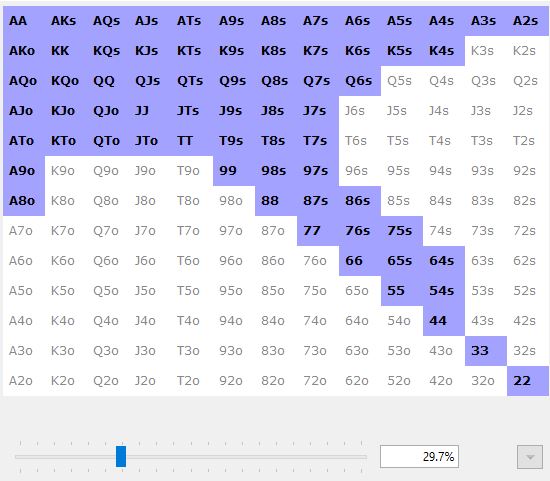 AA AKs AQs AJs ATs A9s A8s A7s A6s A5s A4s A3s A2s
AKo KK KQs KJs KTs K9s K8s K7s K6s K5s K4s K3s K2s
AQo KQo QQ QJs QTs Q9s Q8s Q7s Q6s Q5s Q4s Q3s Q2s
AJo KJo QJo JJ JTs J9s J8s J7s J6s J5s J4s J3s J2s
ATo KTo QTo JTo TT T9s T8s T7s T6s T5s T4s T3s T2s
A9o K9o Q9o J9o T9o 99 98s 97s 96s 95s 94s 93s 92s
A8o K8o Q8o J8o T8o 98o 88 87s 86s 85s 84s 83s 82s
A7o K7o Q7o J7o T7o 97o 87o 77 76s 75s 74s 73s 72s
A6o K6o Q6o J6o T6o 96o 86o 76o 66 65s 64s 63s 62s
A5o K5o Q5o J5o T5o 95o 85o 75o 65o 55 54s 53s 52s
A4o K4o Q4o J4o T4o 94o 84o 74o 64o 54o 44 43s 42s
A3o K3o Q3o J3o T3o 93o 83o 73o 63o 53o 43o 33 32s
A2o K2o Q2o J2o T2o 92o 82o 72o 62o 52o 42o 32o 22
29.7%